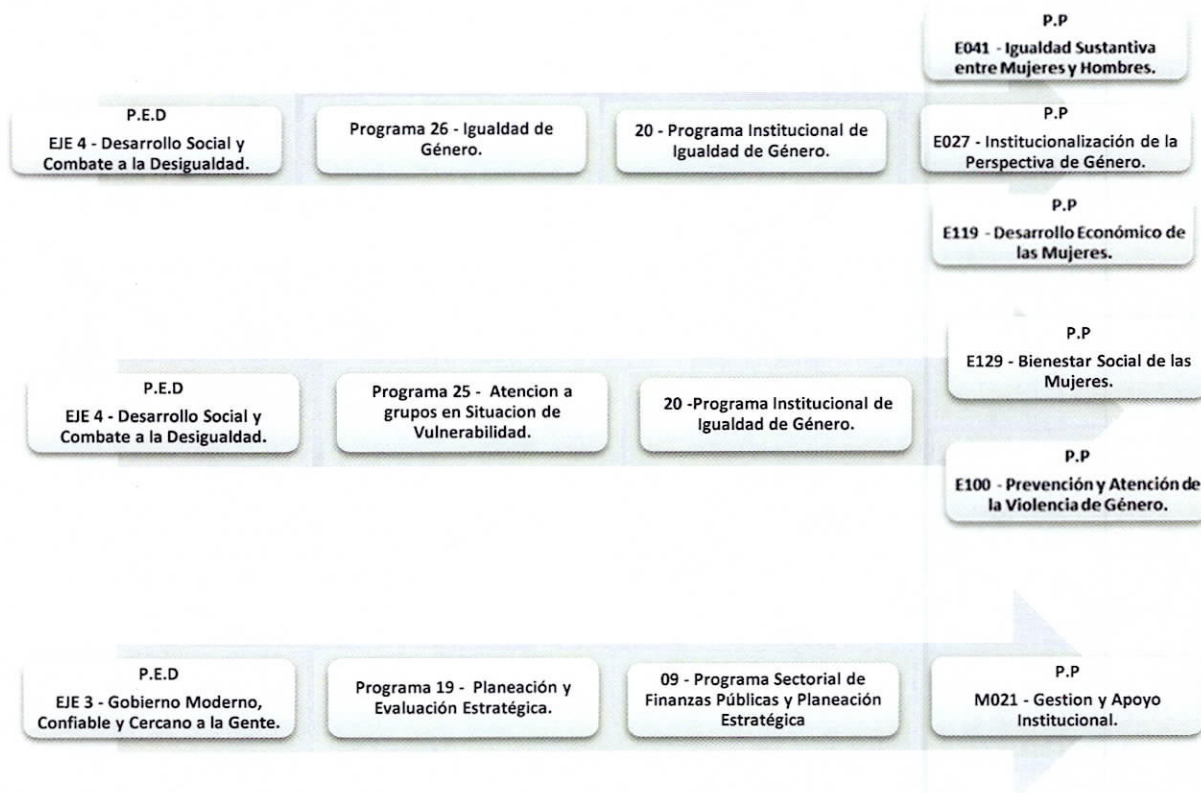 P.P
E041 - Igualdad Sustantiva
entre Mujeres y Hombres.
P.E.D
EJE 4 - Desarrollo Social y
Combate a la Desigualdad.
Programa 26 - Igualdad de
Género.
20 - Programa Institucional de
Igualdad de Género.
P.P
E027 - Institucionalización de la
Perspectiva de Género.
P.P
E119 - Desarrollo Económico de
las Mujeres.
P.P
E129 - Bienestar Social de las
Mujeres.
P.E.D
EJE 4 - Desarrollo Social y
Combate a la Desigualdad.
Programa 25 - Atencion a
grupos en Situacion de
Vulnerabilidad.
20 -Programa Institucional de
Igualdad de Género.
P.P
E100 - Prevención y Atención de
la Violencia de Género.
P.E.D
EJE 3 - Gobierno Moderno,
Confiable y Cercano a la Gente.
Programa 19 - Planeación y
Evaluación Estratégica.
09 - Programa Sectorial de
Finanzas Públicas y Planeación
Estratégica
P.P
M021 - Gestion y Apoyo
Institucional.